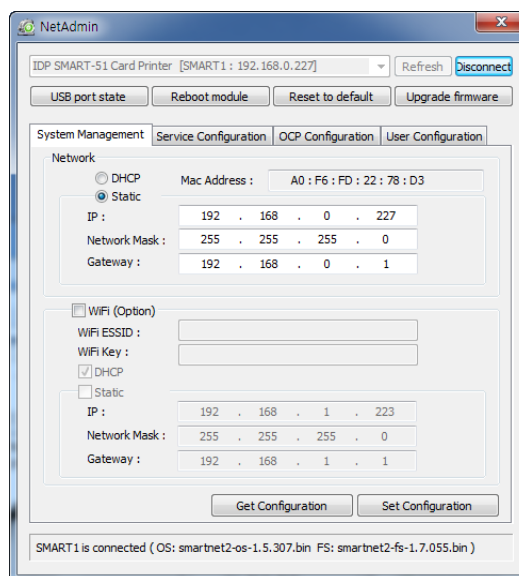 NetAdmin
IDP SMART-51 Card Printer [SMART1 : 192.168.0.227] Refresh Disconnect
USB port state Reboot module Reset to default Upgrade firmware
System Management Service Configuration OCP Configuration User Configuration
Network
DHCP Mac Address : A0 : F6 : FD : 22 : 78 : D3
Static
IP : 192 . 168 . 0 . 227
Network Mask : 255 . 255 . 255 . 0
Gateway : 192 . 168 . 0 . 1
WiFi (Option)
WiFi ESSID :
WiFi Key :
DHCP
Static
IP : 192 . 168 . 1 . 223
Network Mask : 255 . 255 . 255 . 0
Gateway : 192 . 168 . 1 . 1
Get Configuration Set Configuration
SMART1 is connected ( OS: smartnet2-os-1.5.307.bin FS: smartnet2-fs-1.7.055.bin )